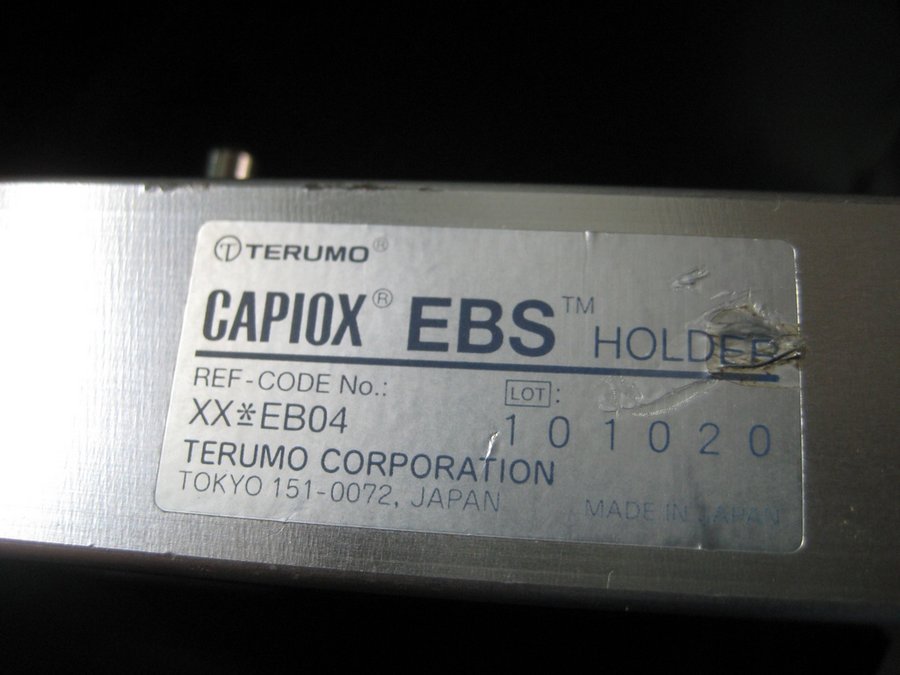 Ⓣ TERUMO®
CAPIOX® EBS™ HOLDER
REF-CODE No.:
LOT:
XX*EB04
101020
TERUMO CORPORATION
TOKYO 151-0072, JAPAN
MADE IN JAPAN